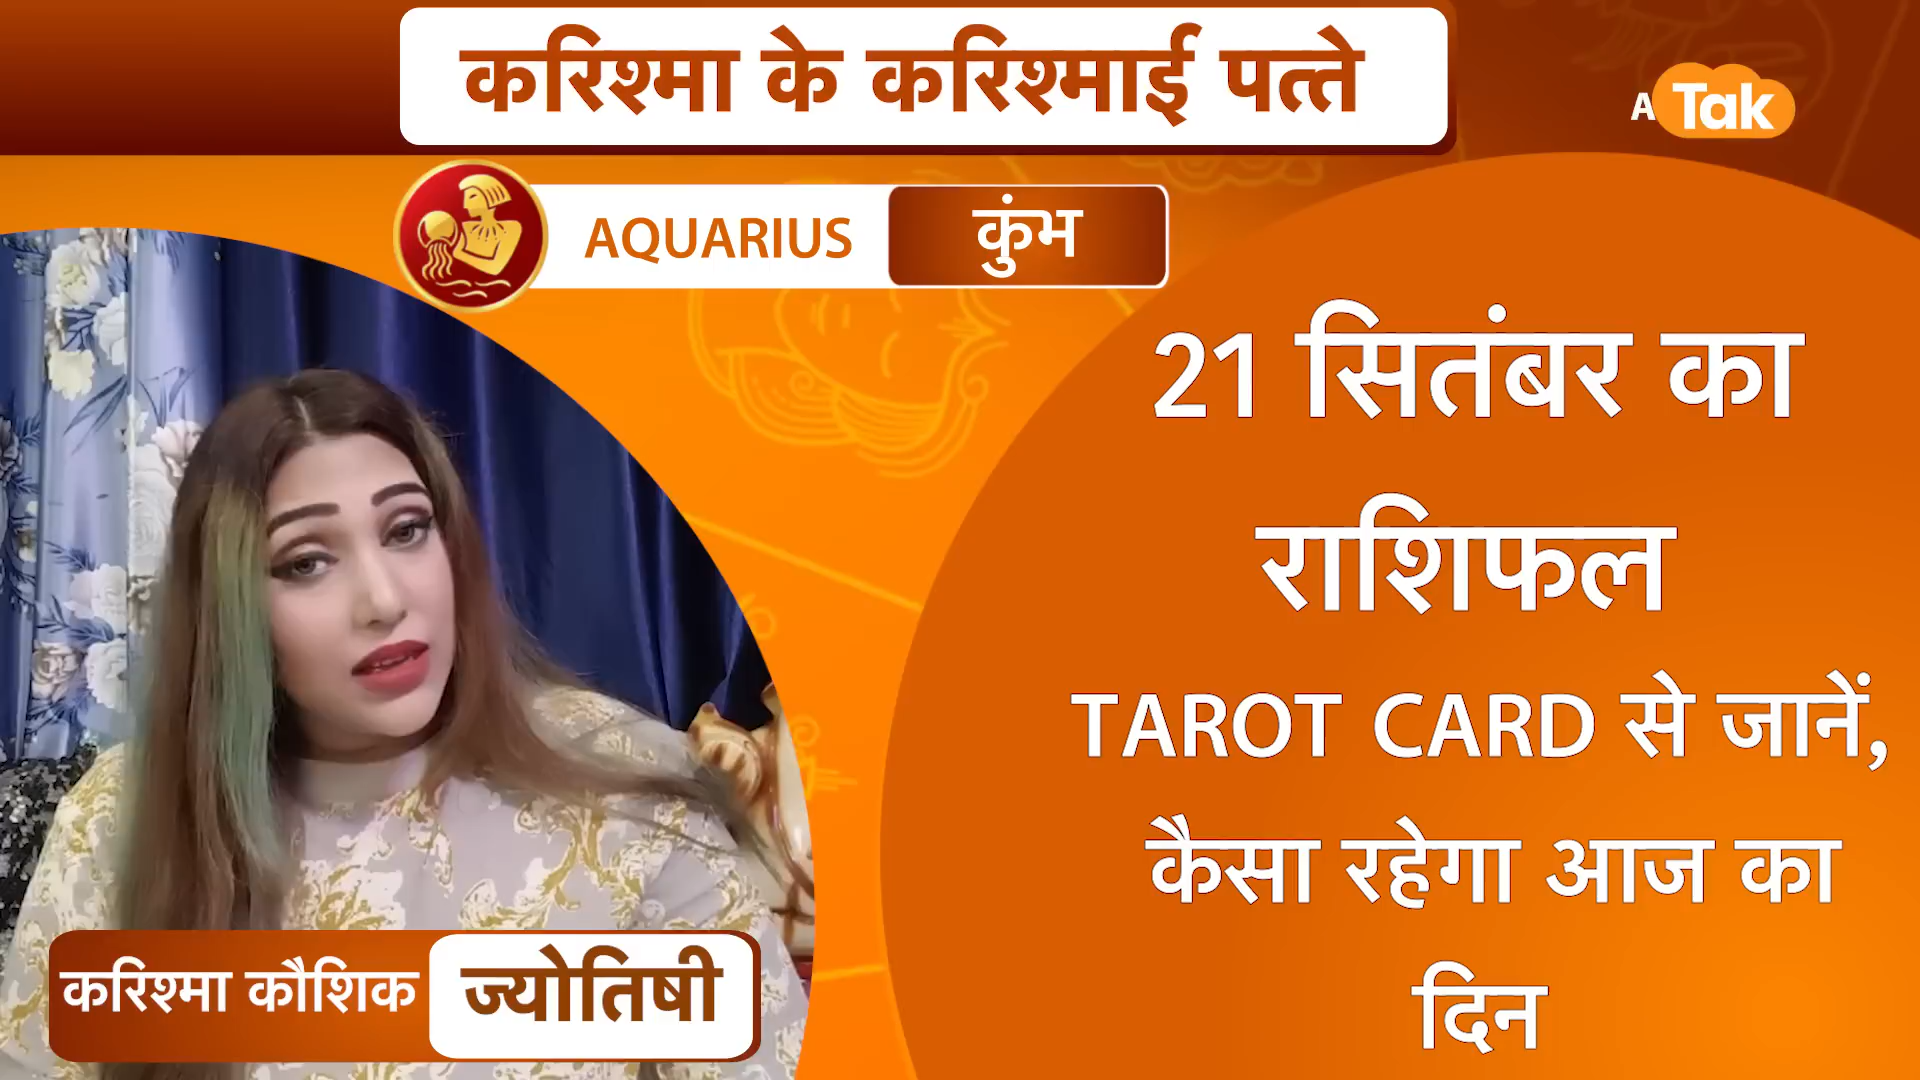 करिश्मा के करिश्माई पत्ते
A Tak
AQUARIUS कुंभ
21 सितंबर का
राशिफल
TAROT CARD से जानें,
कैसा रहेगा आज का
दिन
करिश्मा कौशिक ज्योतिषी